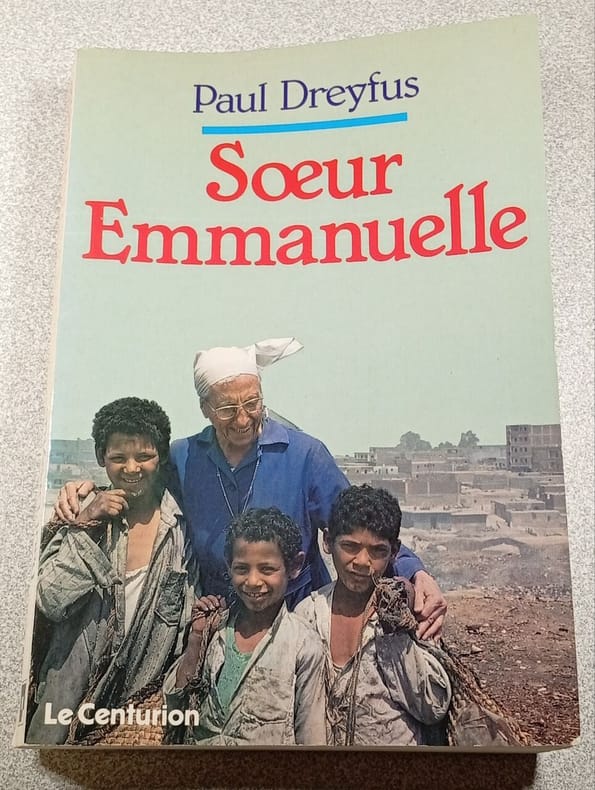 Paul Dreyfus
Sœur
Emmanuelle
Le Centurion